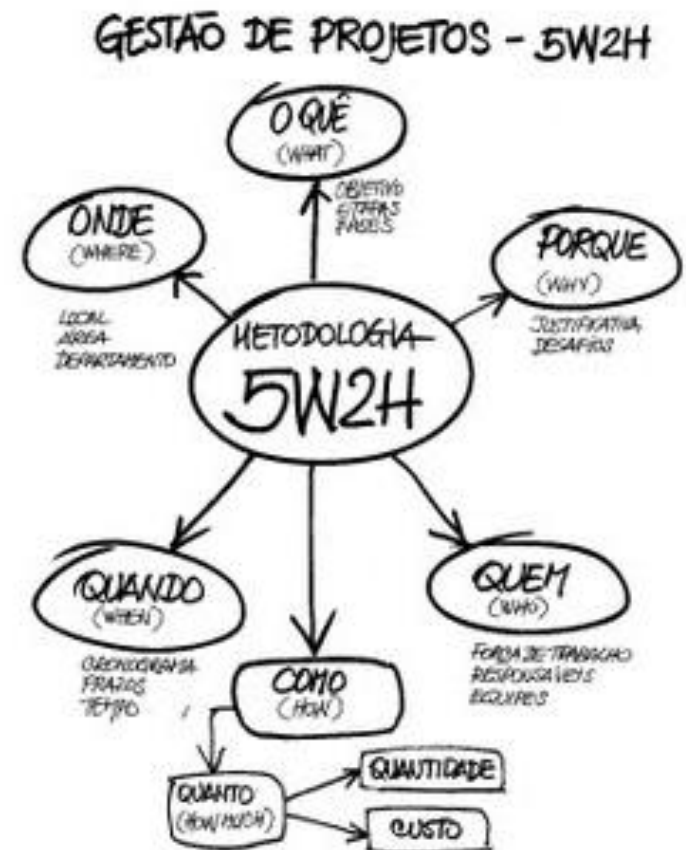 GESTÃO DE PROJETOS - 5W2H
O QUÊ
(WHAT)
OBJETIVO
ETAPAS
FASES
ONDE
(WHERE)
LOCAL
ÁREA
DEPARTAMENTO
PORQUE
(WHY)
JUSTIFICATIVA,
DESAFIOS
METODOLOGIA
5W2H
QUANDO
(WHEN)
CRONOGRAMA
PRAZOS
TEMPO
QUEM
(WHO)
FORÇA DE TRABALHO
RESPONSÁVEIS
EQUIPES
COMO
(HOW)
QUANTO
(HOW MUCH)
QUANTIDADE
CUSTO